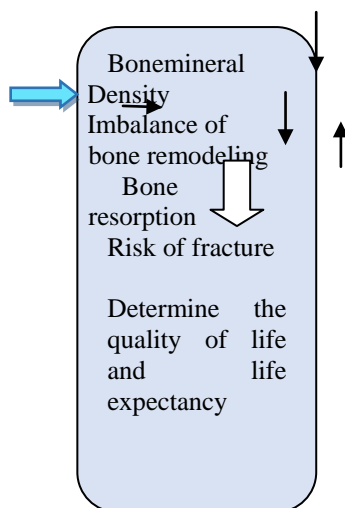 Bonemineral
Density
Imbalance of
bone remodeling
Bone
resorption
Risk of fracture
Determine the
quality of life
and life
expectancy